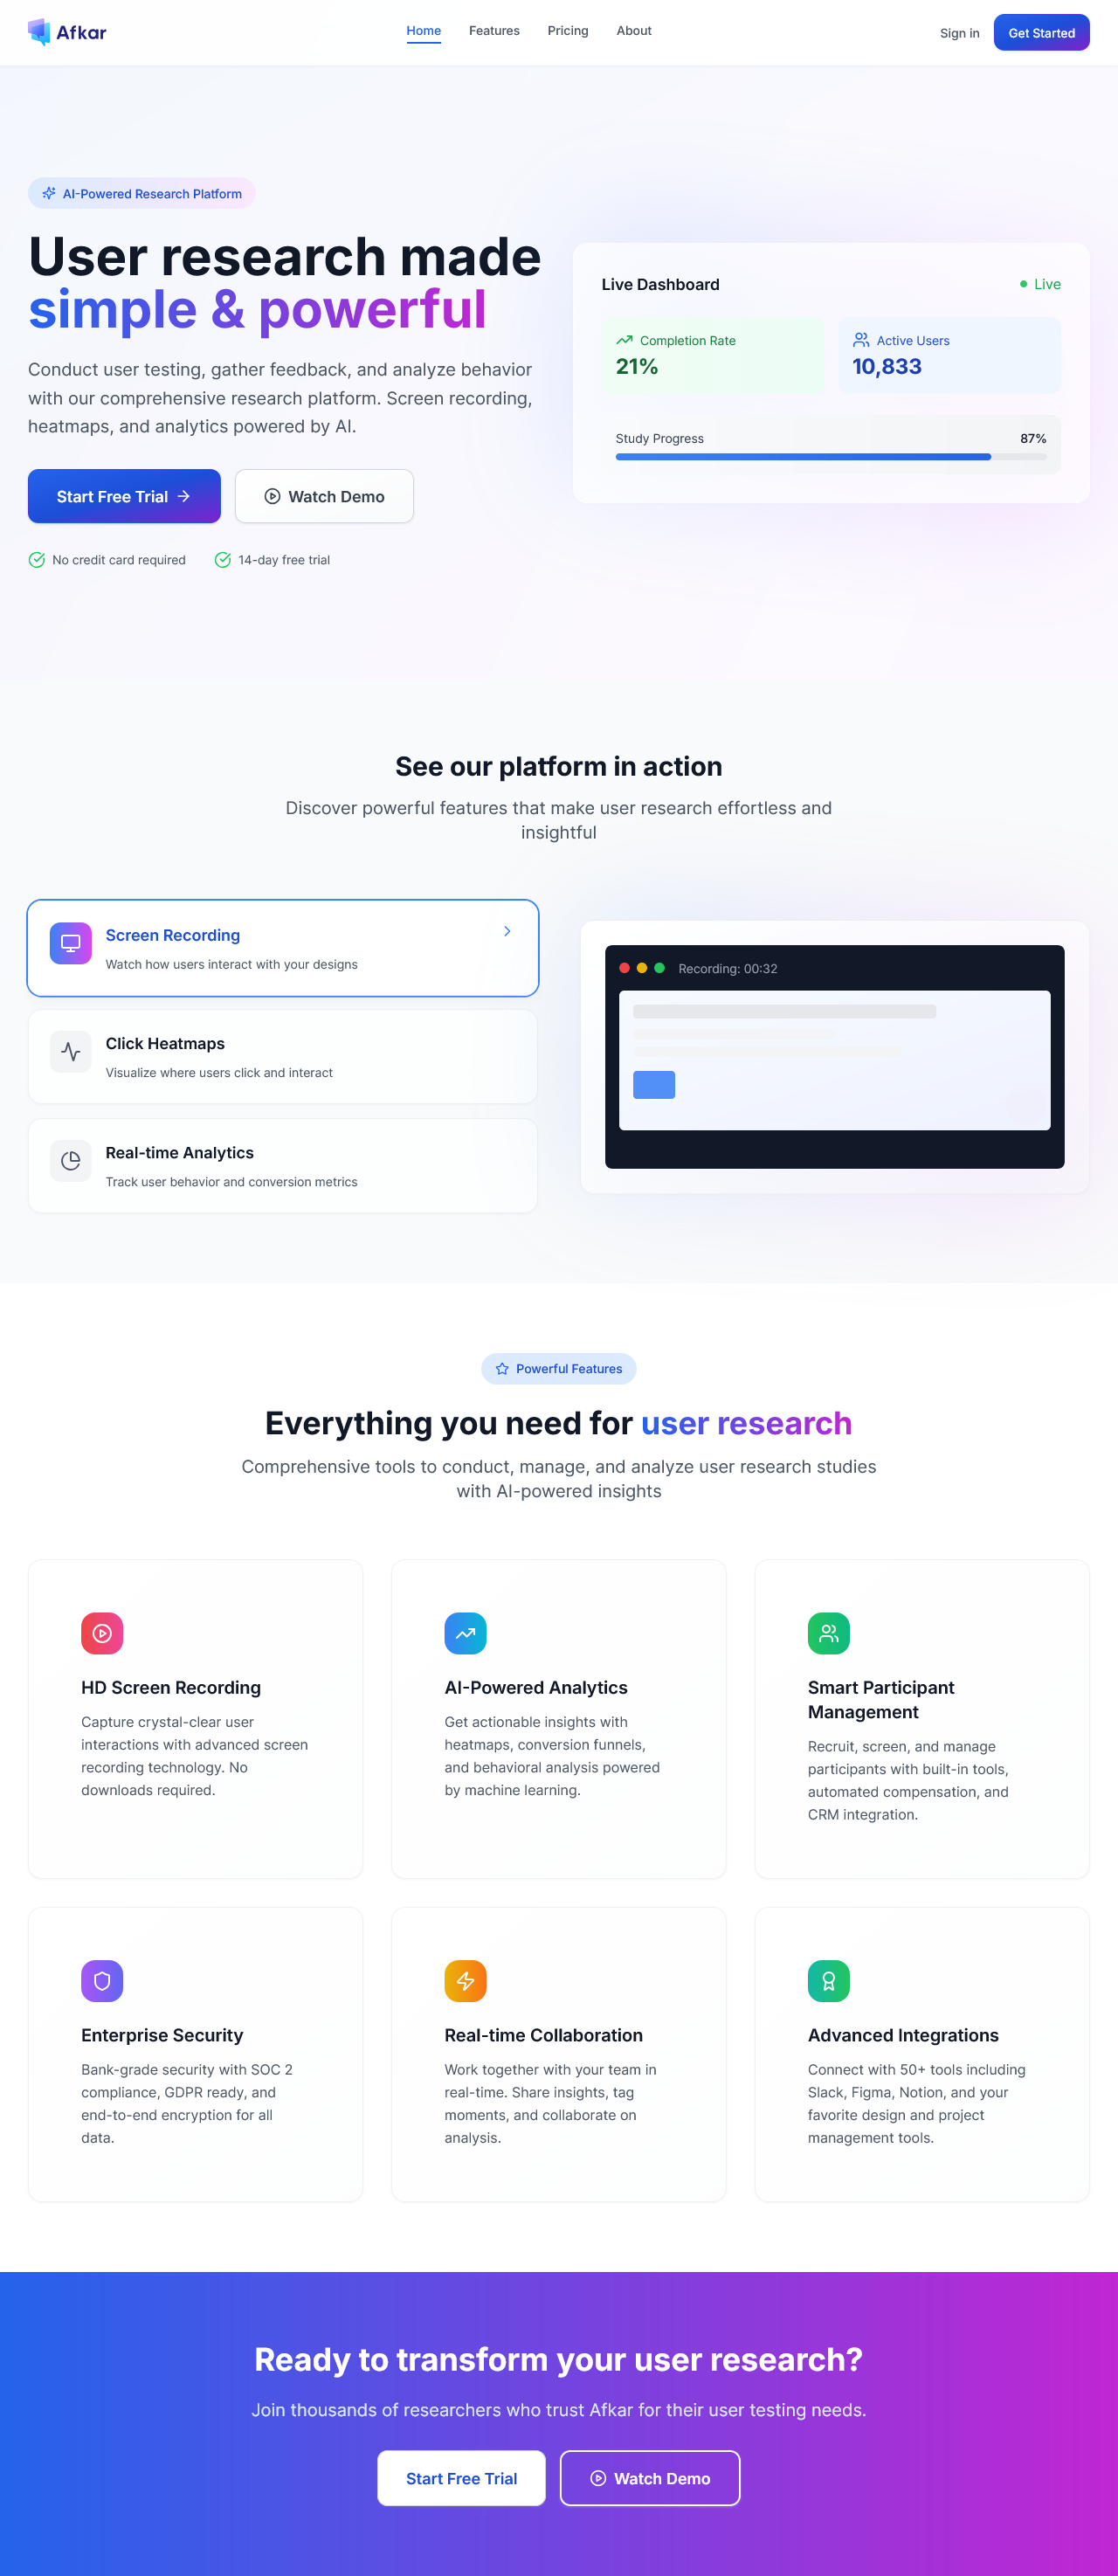 Afkar
Home
Features
Pricing
About
Sign in
Get Started
AI-Powered Research Platform
User research made
simple & powerful
Conduct user testing, gather feedback, and analyze behavior
with our comprehensive research platform. Screen recording,
heatmaps, and analytics powered by AI.
Start Free Trial
Watch Demo
No credit card required
14-day free trial
Live Dashboard
Live
Completion Rate
21%
Active Users
10,833
Study Progress
87%
See our platform in action
Discover powerful features that make user research effortless and
insightful
Screen Recording
Watch how users interact with your designs
Click Heatmaps
Visualize where users click and interact
Real-time Analytics
Track user behavior and conversion metrics
Recording: 00:32
Powerful Features
Everything you need for user research
Comprehensive tools to conduct, manage, and analyze user research studies
with AI-powered insights
HD Screen Recording
Capture crystal-clear user
interactions with advanced screen
recording technology. No
downloads required.
AI-Powered Analytics
Get actionable insights with
heatmaps, conversion funnels,
and behavioral analysis powered
by machine learning.
Smart Participant
Management
Recruit, screen, and manage
participants with built-in tools,
automated compensation, and
CRM integration.
Enterprise Security
Bank-grade security with SOC 2
compliance, GDPR ready, and
end-to-end encryption for all
data.
Real-time Collaboration
Work together with your team in
real-time. Share insights, tag
moments, and collaborate on
analysis.
Advanced Integrations
Connect with 50+ tools including
Slack, Figma, Notion, and your
favorite design and project
management tools.
Ready to transform your user research?
Join thousands of researchers who trust Afkar for their user testing needs.
Start Free Trial
Watch Demo